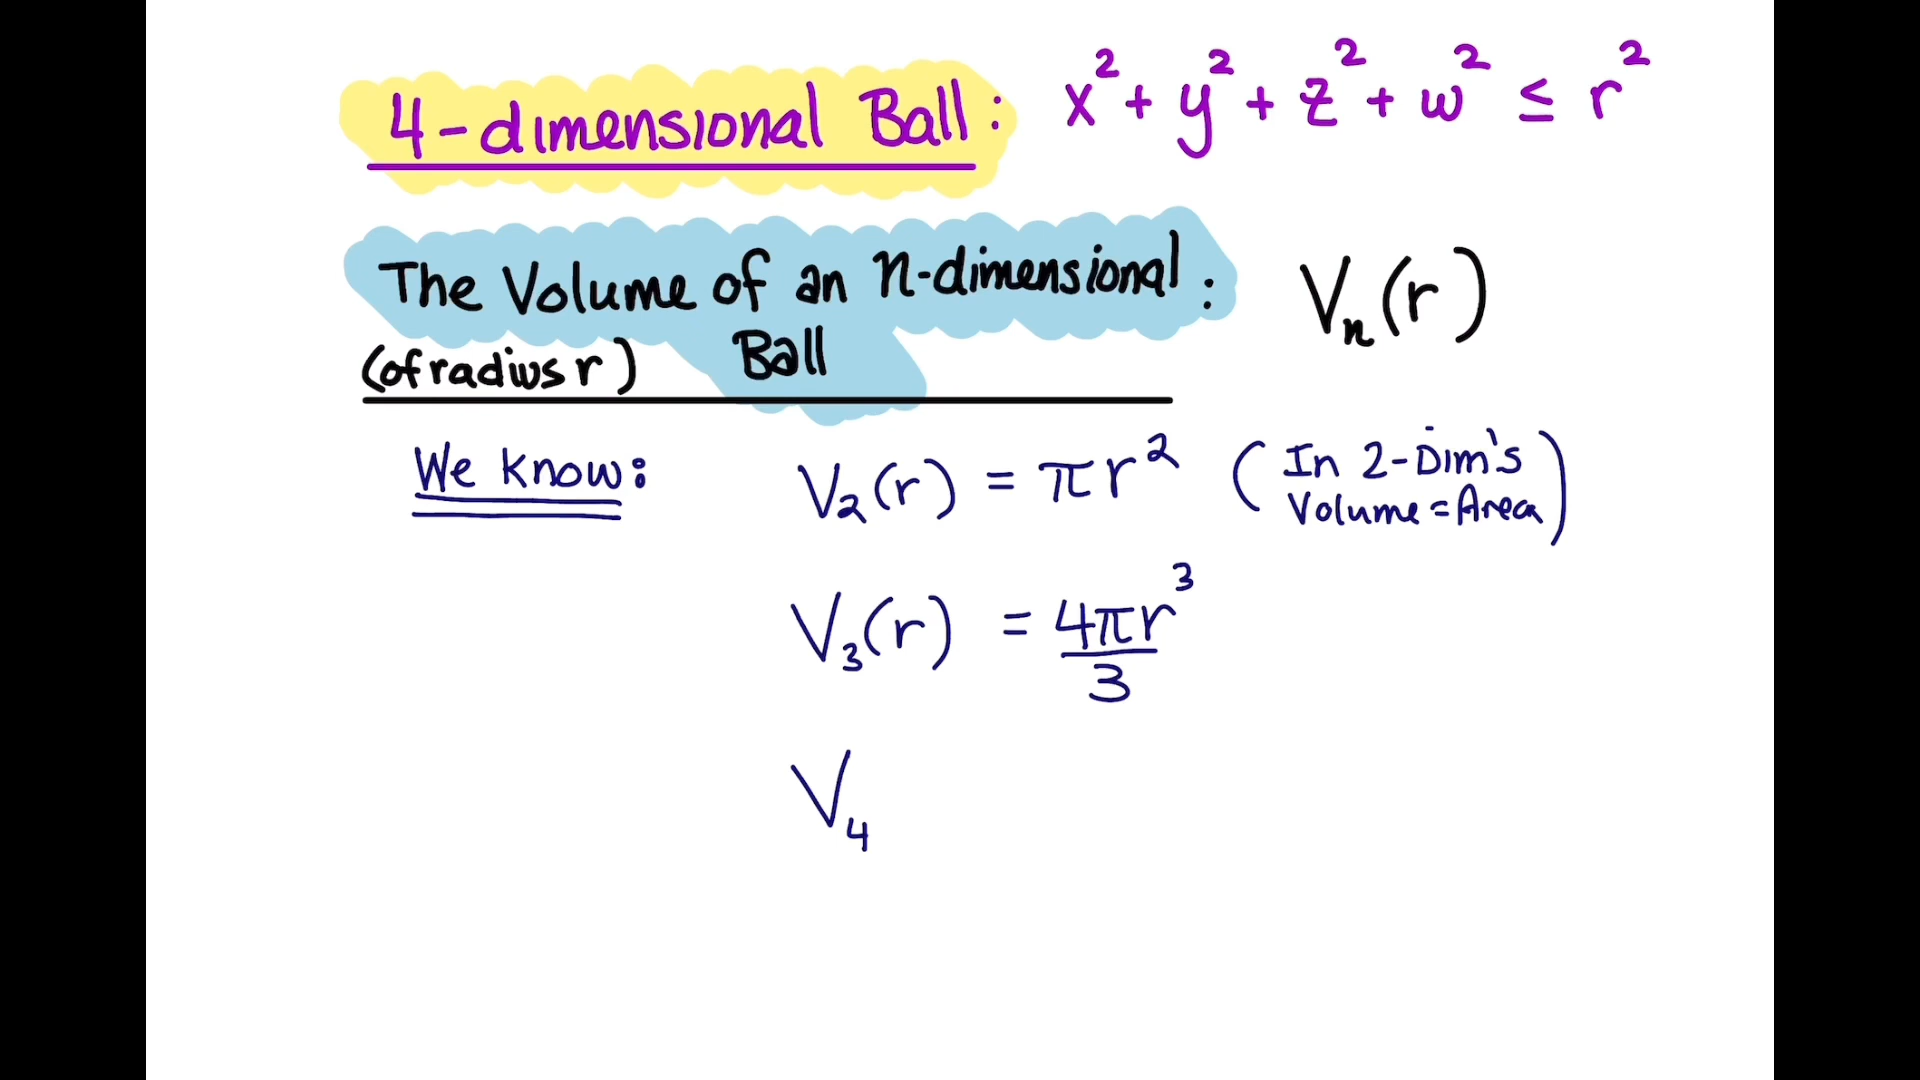 4-dimensional Ball: x² + y² + z² + w² ≤ r²
The Volume of an n-dimensional: Vₙ(r)
(of radius r) Ball
We know: V₂(r) = πr² (In 2-Dim's
Volume = Area)
V₃(r) = 4πr³
3
V₄